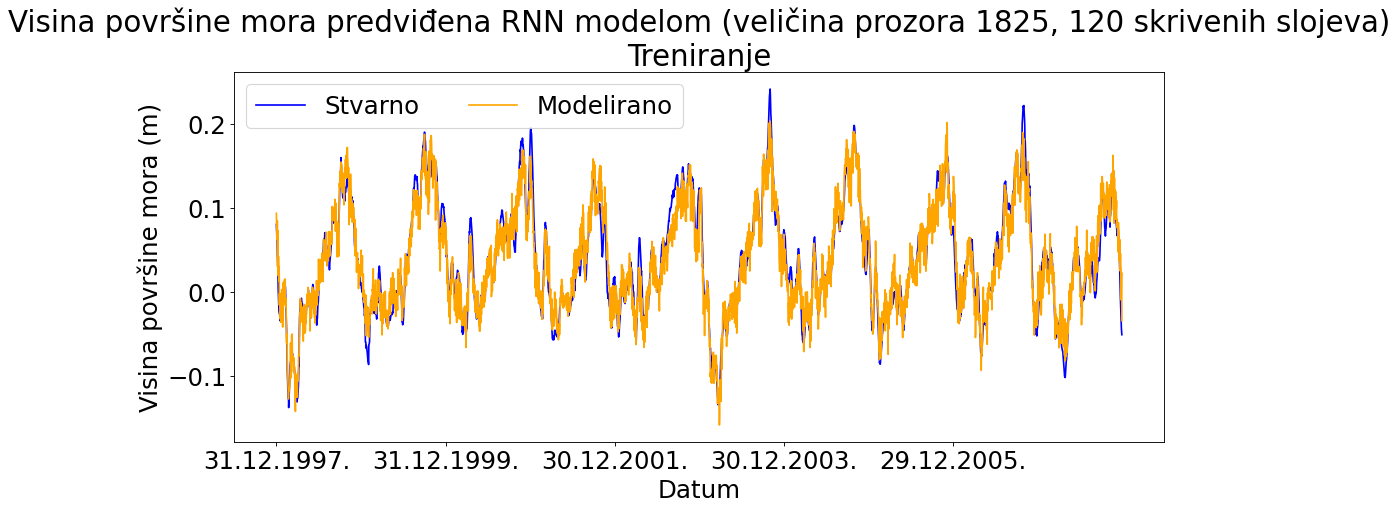 Visina površine mora predviđena RNN modelom (veličina prozora 1825, 120 skrivenih slojeva)
Treniranje
Stvarno Modelirano
Visina površine mora (m)
0.2
0.1
0.0
−0.1
31.12.1997. 31.12.1999. 30.12.2001. 30.12.2003. 29.12.2005.
Datum